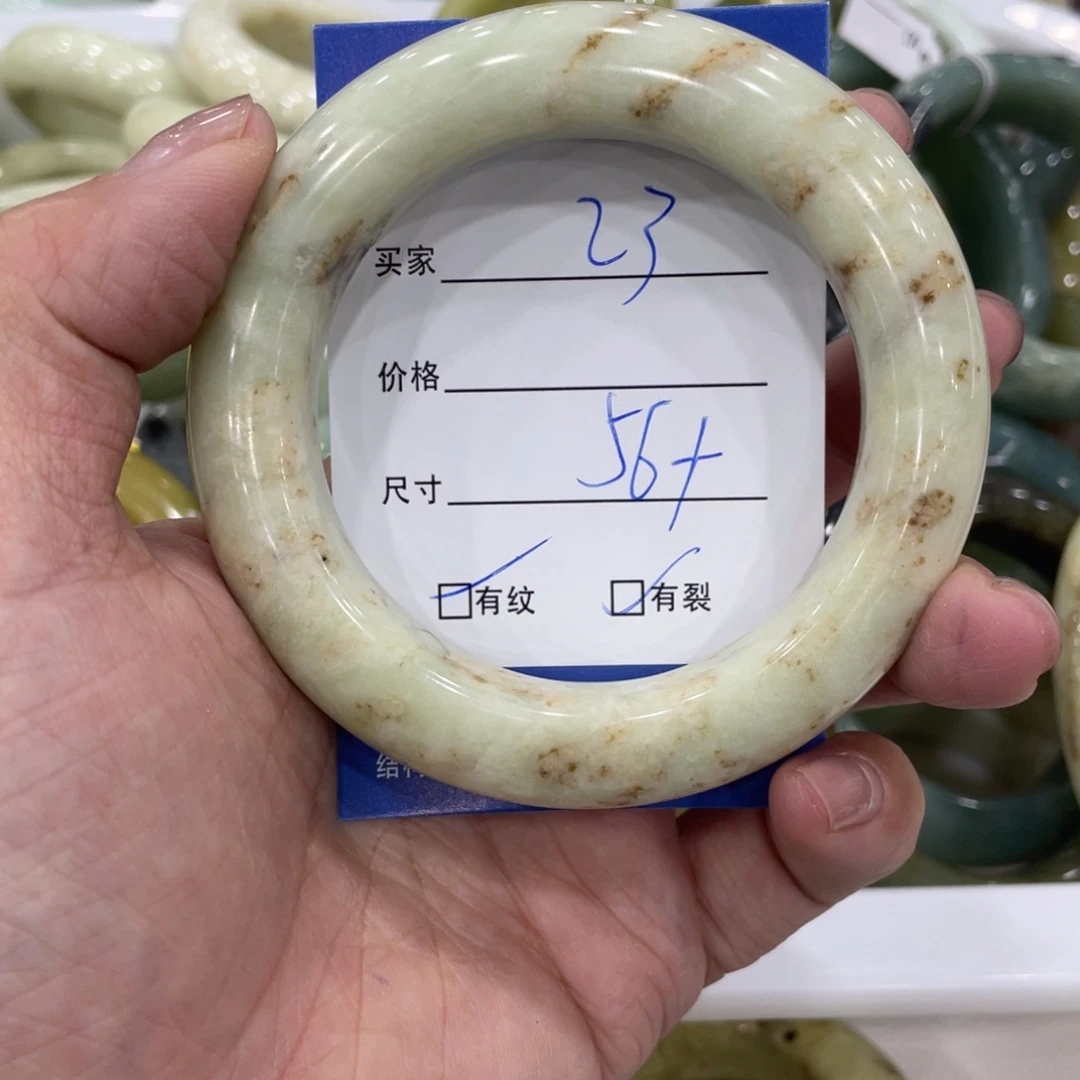 买家 23
价格
尺寸 56+
有纹 有裂